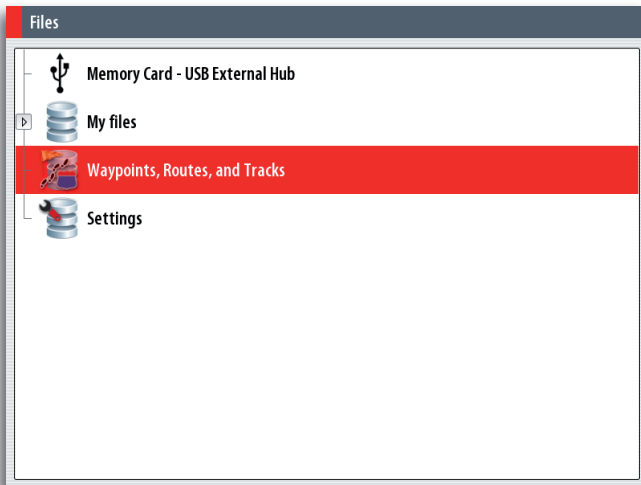 Files
Memory Card - USB External Hub
My files
Waypoints, Routes, and Tracks
Settings